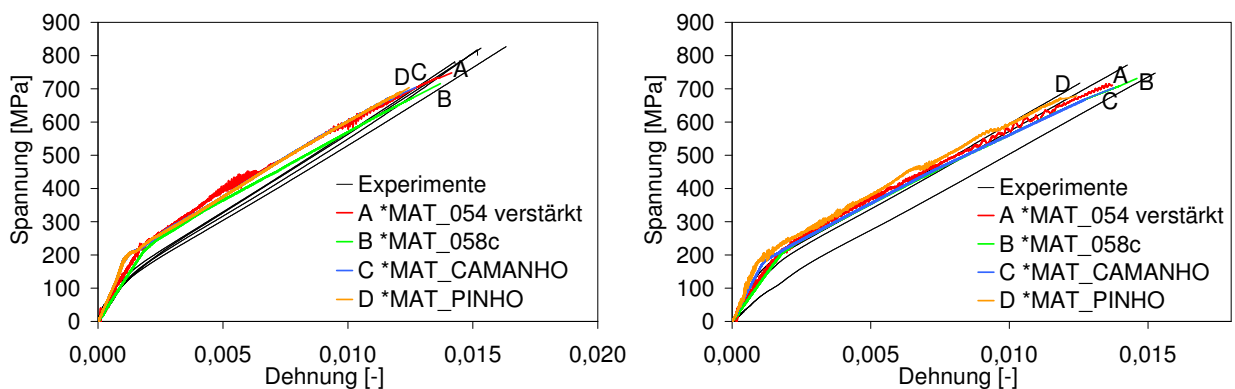 900
800
700
600
500
400
300
200
100
0
Spannung [MPa]
D C A
B
Experimente
A *MAT_054 verstärkt
B *MAT_058c
C *MAT_CAMANHO
D *MAT_PINHO
0,000 0,005 0,010 0,015 0,020
Dehnung [-]
900
800
700
600
500
400
300
200
100
0
Spannung [MPa]
D A B
C
Experimente
A *MAT_054 verstärkt
B *MAT_058c
C *MAT_CAMANHO
D *MAT_PINHO
0,000 0,005 0,010 0,015
Dehnung [-]